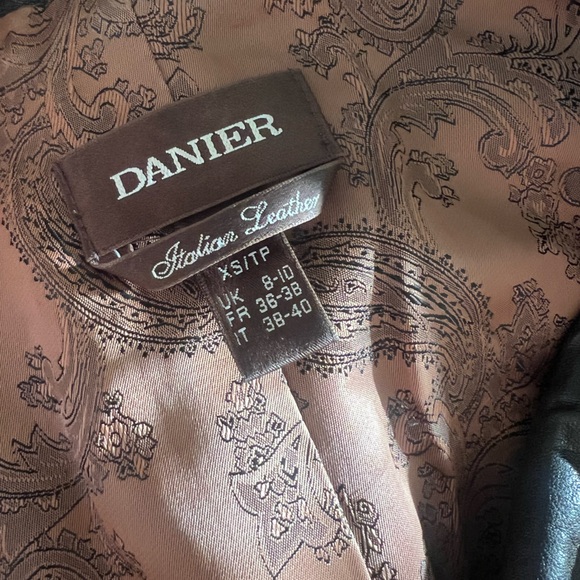 DANIER
Italian Leather
XS/TP
UK 8-10
FR 36-38
IT 38-40